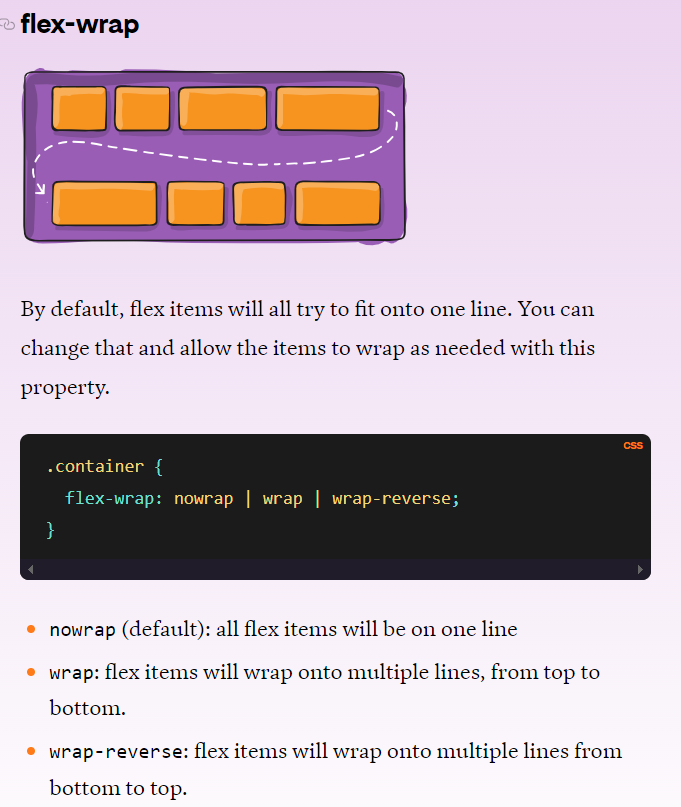 flex-wrap
By default, flex items will all try to fit onto one line. You can
change that and allow the items to wrap as needed with this
property.
CSS
.container {
  flex-wrap: nowrap | wrap | wrap-reverse;
}
nowrap (default): all flex items will be on one line
wrap: flex items will wrap onto multiple lines, from top to
bottom.
wrap-reverse: flex items will wrap onto multiple lines from
bottom to top.